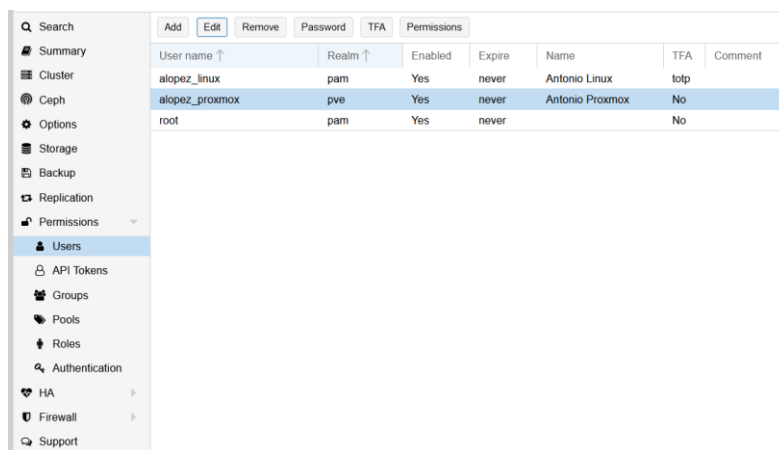 Search
Summary
Cluster
Ceph
Options
Storage
Backup
Replication
Permissions
Users
API Tokens
Groups
Pools
Roles
Authentication
HA
Firewall
Support
Add Edit Remove Password TFA Permissions
User name Realm Enabled Expire Name TFA Comment
alopez_linux pam Yes never Antonio Linux totp
alopez_proxmox pve Yes never Antonio Proxmox No
root pam Yes never No